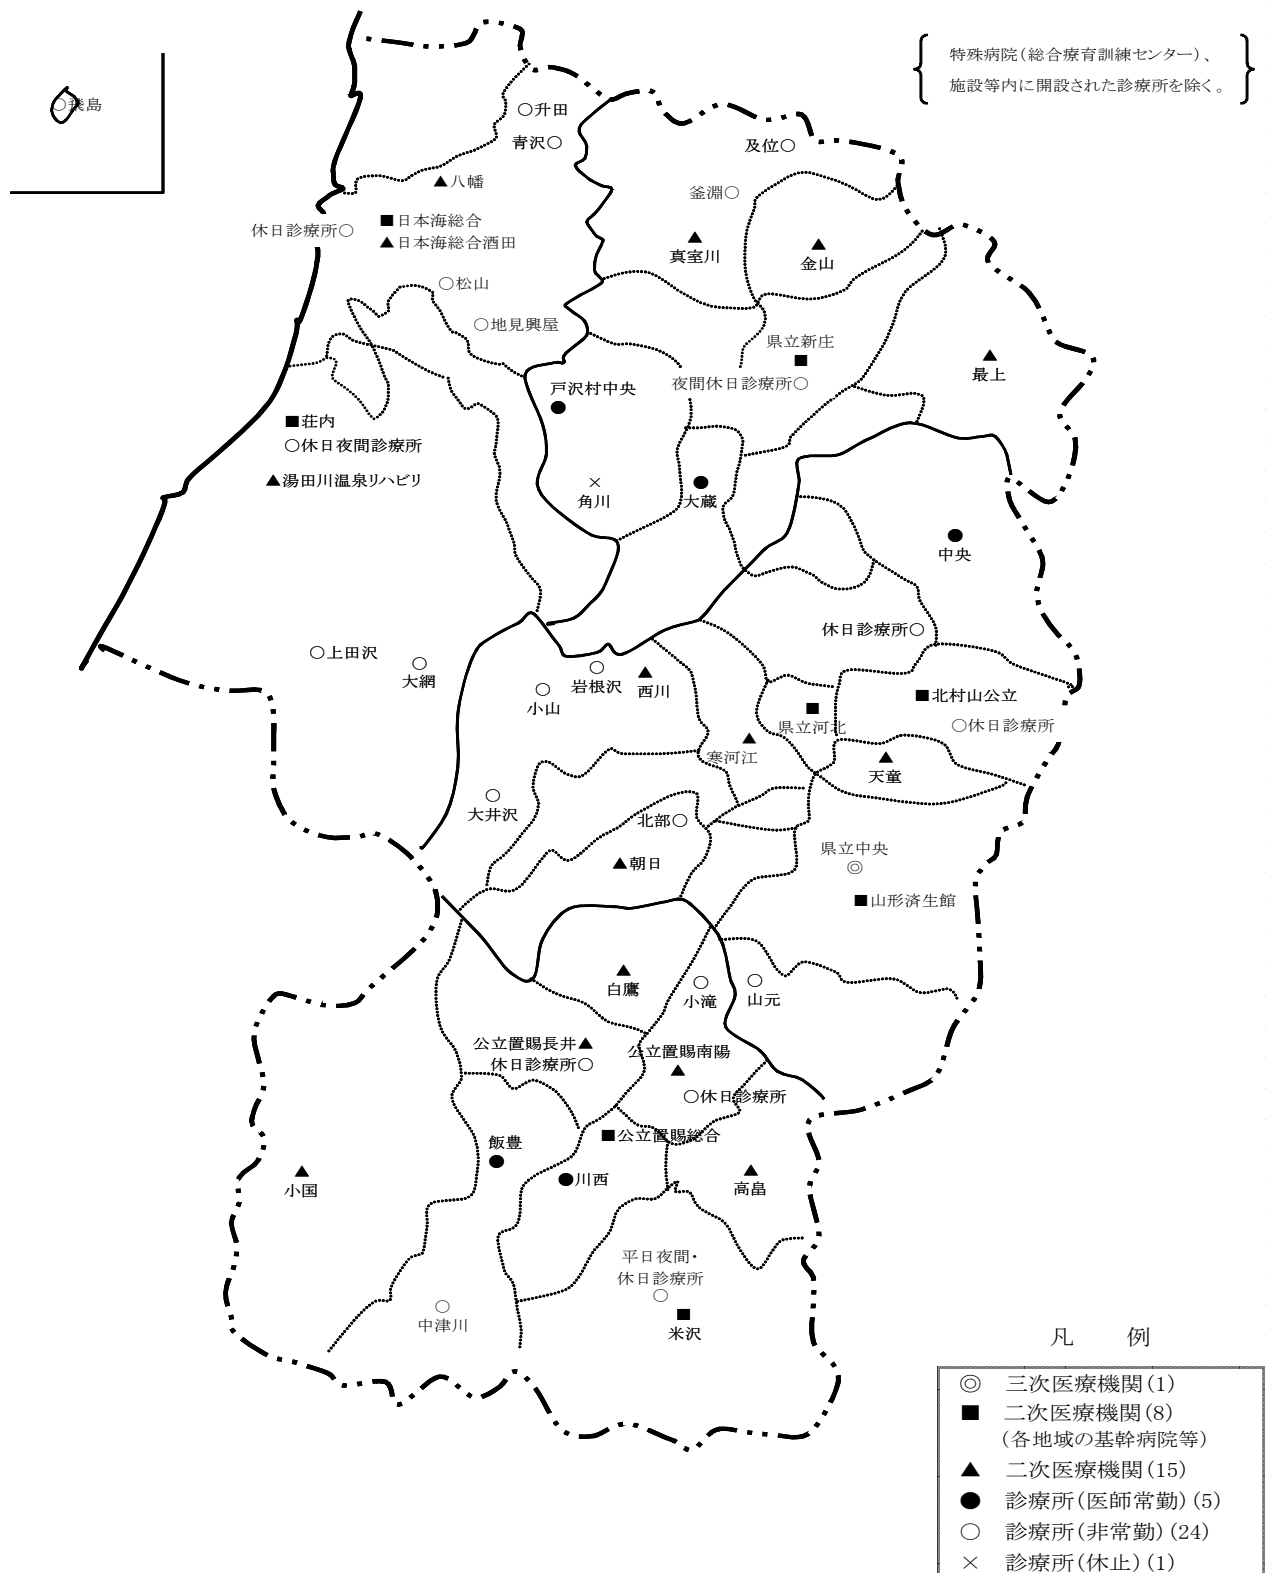 特殊病院(総合療育訓練センター)、
施設等内に開設された診療所を除く。
○飛島
○升田
青沢○
及位○
▲八幡
釜淵○
■日本海総合
休日診療所○
▲日本海総合酒田
▲
真室川
▲
金山
○松山
○地見興屋
県立新庄
■
▲
最上
夜間休日診療所○
戸沢村中央
●
■荘内
○休日夜間診療所
▲湯田川温泉リハビリ
×
角川
●
大蔵
●
中央
休日診療所○
○上田沢
○
大網
○
岩根沢
▲
西川
○
小山
■北村山公立
■
県立河北
○休日診療所
▲
寒河江
▲
天童
○
大井沢
北部○
県立中央
◎
▲朝日
■山形済生館
▲
白鷹
○
小滝
○
山元
公立置賜長井▲
休日診療所○
公立置賜南陽
▲
○休日診療所
■公立置賜総合
飯豊
●
▲
小国
●川西
▲
高畠
平日夜間・
休日診療所
○
■
米沢
○
中津川
凡 例
◎ 三次医療機関(1)
■ 二次医療機関(8)
(各地域の基幹病院等)
▲ 二次医療機関(15)
● 診療所(医師常勤)(5)
○ 診療所(非常勤)(24)
× 診療所(休止)(1)